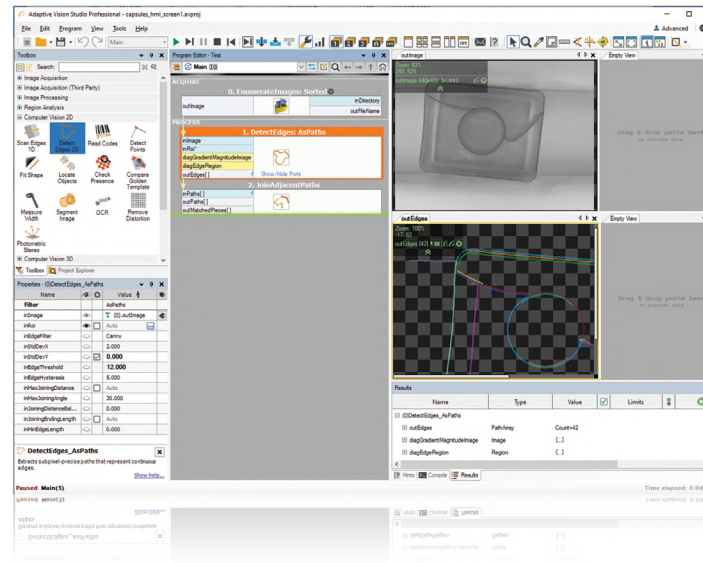 Adaptive Vision Studio Professional - capsules_hmi_screen1.avproj
File Edit Program View Tools Help
Advanced
Main
Toolbox
Search:
Image Acquisition
Image Acquisition (Third Party)
Image Processing
Region Analysis
Computer Vision 2D
Scan Edges 1D
Detect Edges 2D
Read Codes
Detect Points
Fit Shape
Locate Objects
Check Presence
Compare Golden Template
Measure Width
Segment Image
OCR
Remove Distortion
Photometric Stereo
Computer Vision 3D
Toolbox Project Explorer
Properties - (0)DetectEdges_AsPaths
Name Value
Filter AsPaths
inImage (0).outImage
inRoi Auto
inEdgeFilter Canny
inStdDevX 2.000
inStdDevY 0.000
inEdgeThreshold 12.000
inEdgeHysteresis 5.000
inMaxJoiningDistance Auto
inMaxJoiningAngle 30.000
inJoiningDistanceBal... 0.000
inJoiningEndingLength Auto
inMinEdgeLength 0.000
DetectEdges_AsPaths
Extracts subpixel-precise paths that represent continuous
edges.
Show help...
Paused Main(3)
Program Editor - Test
Main
ACQUIRE
0. EnumerateImages: Sorted
outImage
inDirectory
outFileName
PROCESS
1. DetectEdges: AsPaths
inImage
inRoi*
diagGradientMagnitudeImage
diagEdgeRegion
outEdges[]
Show/Hide Ports
2. JoinAdjacentPaths
inPaths[]
outPaths[]
outMatchedPieces[]
outImage
Zoom: 63%
Empty View
Drag & drop ports here
to preview data
outEdges
Zoom: 100%
-17, 82
outEdges [42]
Empty View
Drag & drop ports here
to preview data
Results
Name Type Value Limits
(0)DetectEdges_AsPaths
outEdges PathArray Count=42
diagGradientMagnitudeImage Image {...}
diagEdgeRegion Region {...}
Hints Console Results
Time elapsed: 0.04